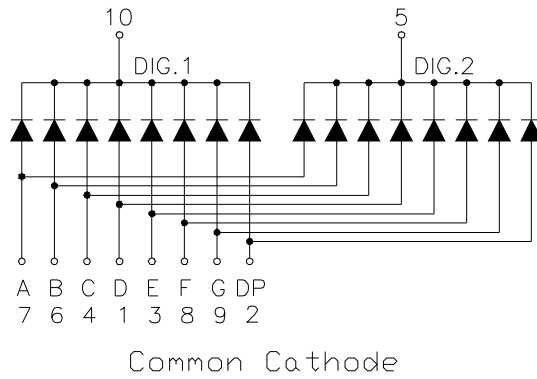 10 5
DIG.1 DIG.2
A B C D E F G DP
7 6 4 1 3 8 9 2
Common Cathode